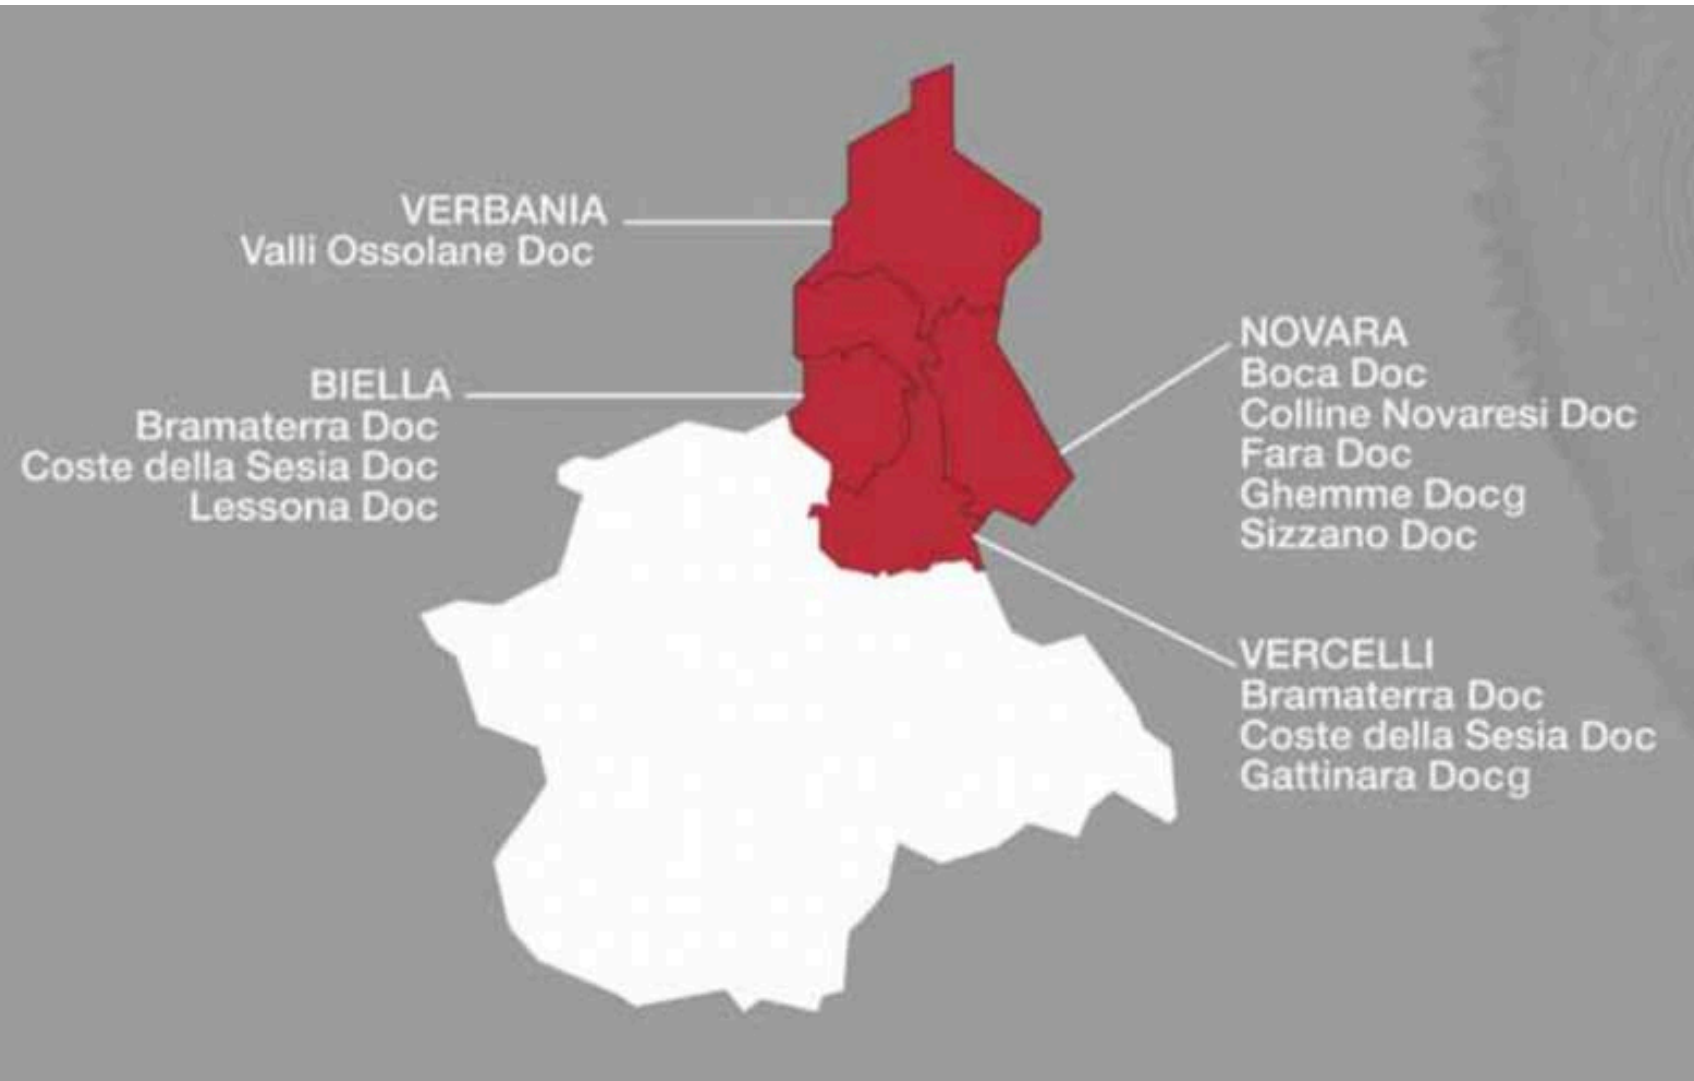 VERBANIA
Valli Ossolane Doc
BIELLA
Bramaterra Doc
Coste della Sesia Doc
Lessona Doc
NOVARA
Boca Doc
Colline Novaresi Doc
Fara Doc
Ghemme Docg
Sizzano Doc
VERCELLI
Bramaterra Doc
Coste della Sesia Doc
Gattinara Docg